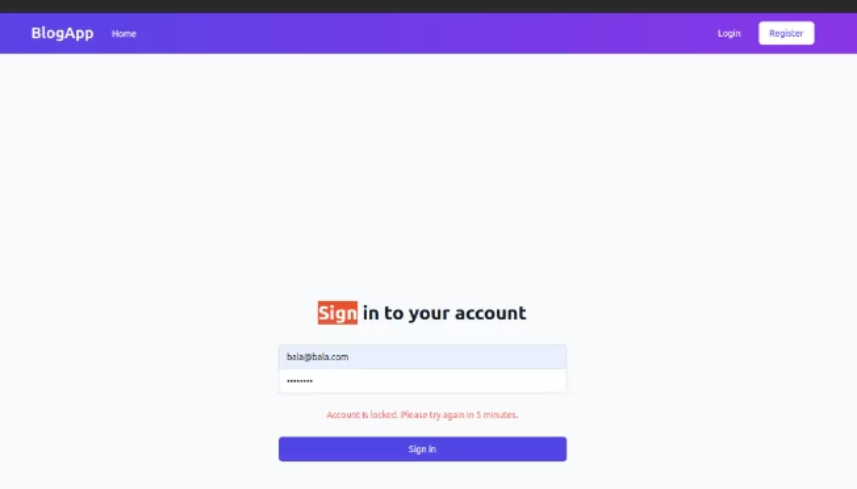 BlogApp Home Login Register
Sign in to your account
bala@bala.com
Account is locked. Please try again in 5 minutes.
Sign in